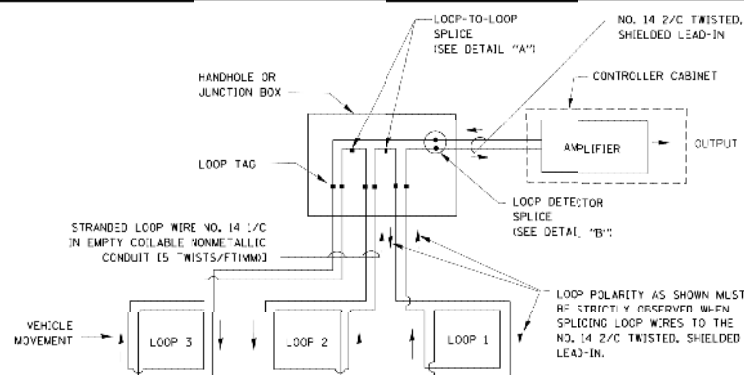 LOOP-TO-LOOP
SPLICE
(SEE DETAIL "A")
NO. 14 2/C TWISTED,
SHIELDED LEAD-IN
HANDHOLE OR
JUNCTION BOX
CONTROLLER CABINET
AMPLIFIER
OUTPUT
LOOP TAG
LOOP DETECTOR
SPLICE
(SEE DETAIL "B")
STRANDED LOOP WIRE NO. 14 1/C
IN EMPTY COILABLE NONMETALLIC
CONDUIT [5 TWISTS/FT(MMX)]
LOOP POLARITY AS SHOWN MUST
BE STRICTLY OBSERVED WHEN
SPLICING LOOP WIRES TO THE
NO. 14 2/C TWISTED, SHIELDED
LEAD-IN.
VEHICLE
MOVEMENT
LOOP 3
LOOP 2
LOOP 1